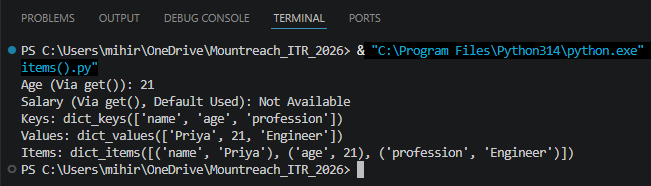 PROBLEMS OUTPUT DEBUG CONSOLE TERMINAL PORTS
PS C:\Users\mihir\OneDrive\Mountreach_ITR_2026> & "C:\Program Files\Python314\python.exe"
items().py"
Age (Via get()): 21
Salary (Via get(), Default Used): Not Available
Keys: dict_keys(['name', 'age', 'profession'])
Values: dict_values(['Priya', 21, 'Engineer'])
Items: dict_items([('name', 'Priya'), ('age', 21), ('profession', 'Engineer')])
PS C:\Users\mihir\OneDrive\Mountreach_ITR_2026>